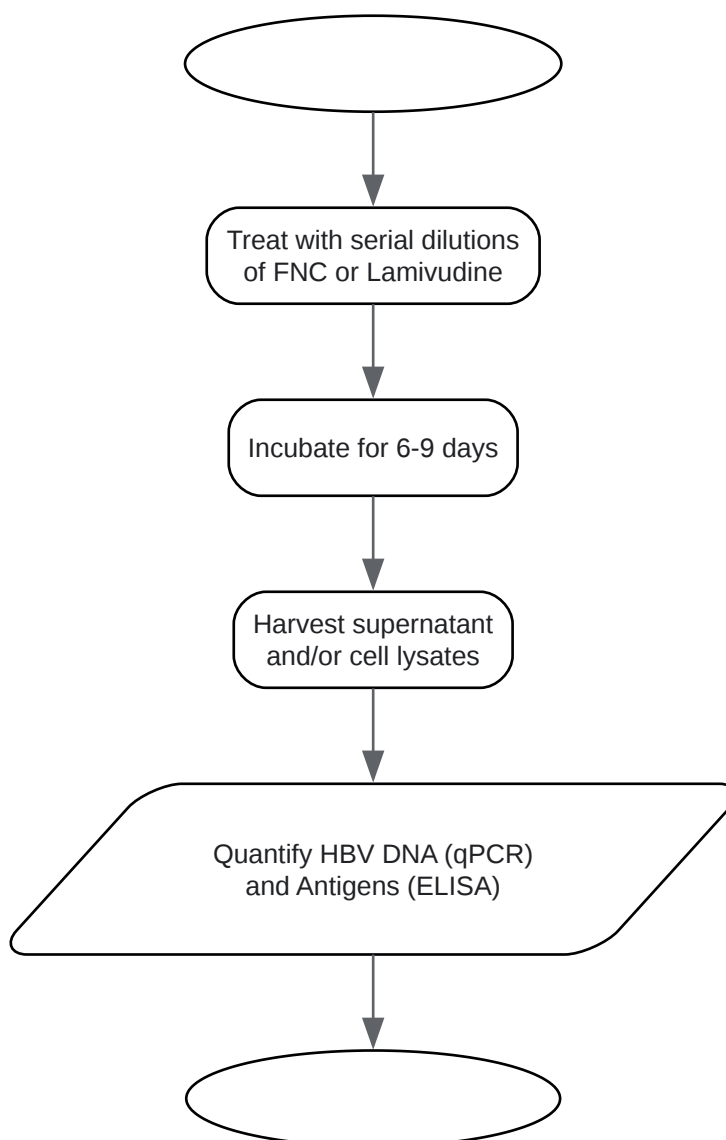 Treat with serial dilutions
of FNC or Lamivudine
Incubate for 6-9 days
Harvest supernatant
and/or cell lysates
Quantify HBV DNA (qPCR)
and Antigens (ELISA)